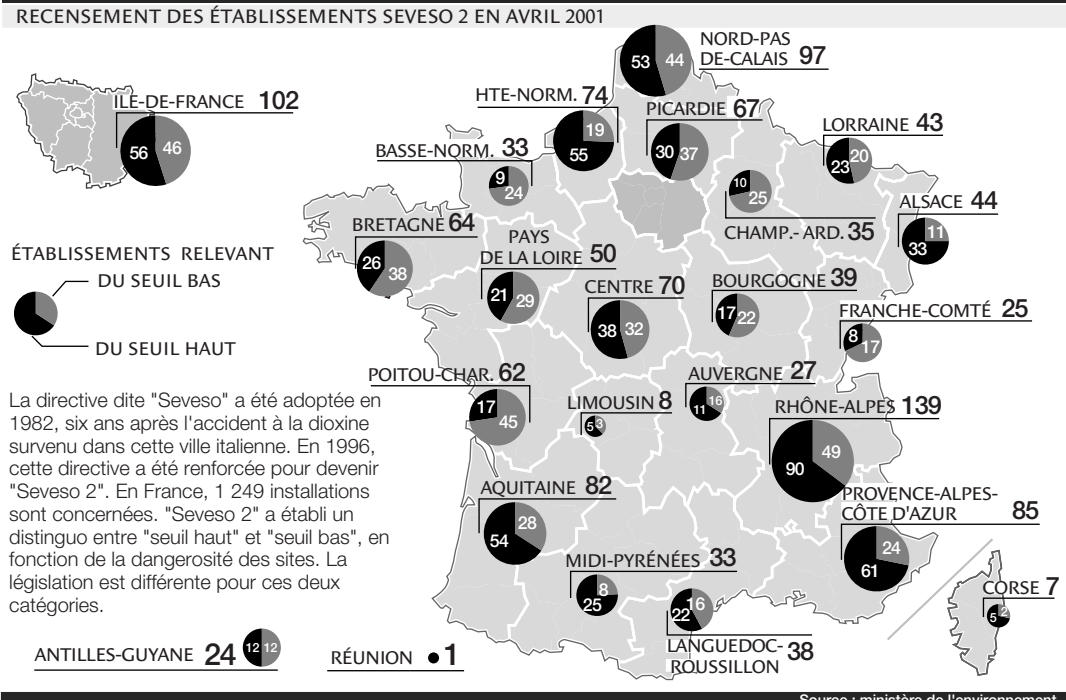 RECENSEMENT DES ÉTABLISSEMENTS SEVESO 2 EN AVRIL 2001
NORD-PAS
DE-CALAIS 97
53 44
ILE-DE-FRANCE 102
56 46
HTE-NORM. 74
19
55
PICARDIE 67
30 37
LORRAINE 43
20
23
BASSE-NORM. 33
9
24
10
25
CHAMP.- ARD. 35
ALSACE 44
11
33
BRETAGNE 64
26 38
PAYS
DE LA LOIRE 50
21 29
CENTRE 70
38 32
BOURGOGNE 39
17 22
FRANCHE-COMTÉ 25
8
17
ÉTABLISSEMENTS RELEVANT
DU SEUIL BAS
DU SEUIL HAUT
POITOU-CHAR. 62
17
45
LIMOUSIN 8
5 3
AUVERGNE 27
16
11
RHÔNE-ALPES 139
49
90
La directive dite "Seveso" a été adoptée en
1982, six ans après l'accident à la dioxine
survenu dans cette ville italienne. En 1996,
cette directive a été renforcée pour devenir
"Seveso 2". En France, 1 249 installations
sont concernées. "Seveso 2" a établi un
distinguo entre "seuil haut" et "seuil bas", en
fonction de la dangerosité des sites. La
législation est différente pour ces deux
catégories.
AQUITAINE 82
28
54
PROVENCE-ALPES-
CÔTE D'AZUR 85
24
61
MIDI-PYRÉNÉES 33
8
25
16
22
LANGUEDOC-
ROUSSILLON 38
CORSE 7
5 2
ANTILLES-GUYANE 24 12 12
RÉUNION 1
Source : ministère de l'environnement